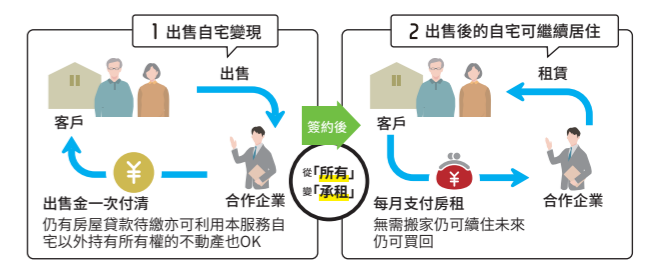 1 出售自宅變現
出售
客戶
¥
出售金一次付清
合作企業
仍有房屋貸款待繳亦可利用本服務自
宅以外持有所有權的不動產也OK
簽約後
從「所有」
變「承租」
2 出售後的自宅可繼續居住
租賃
客戶
¥
每月支付房租
合作企業
無需搬家仍可續住未來
仍可買回